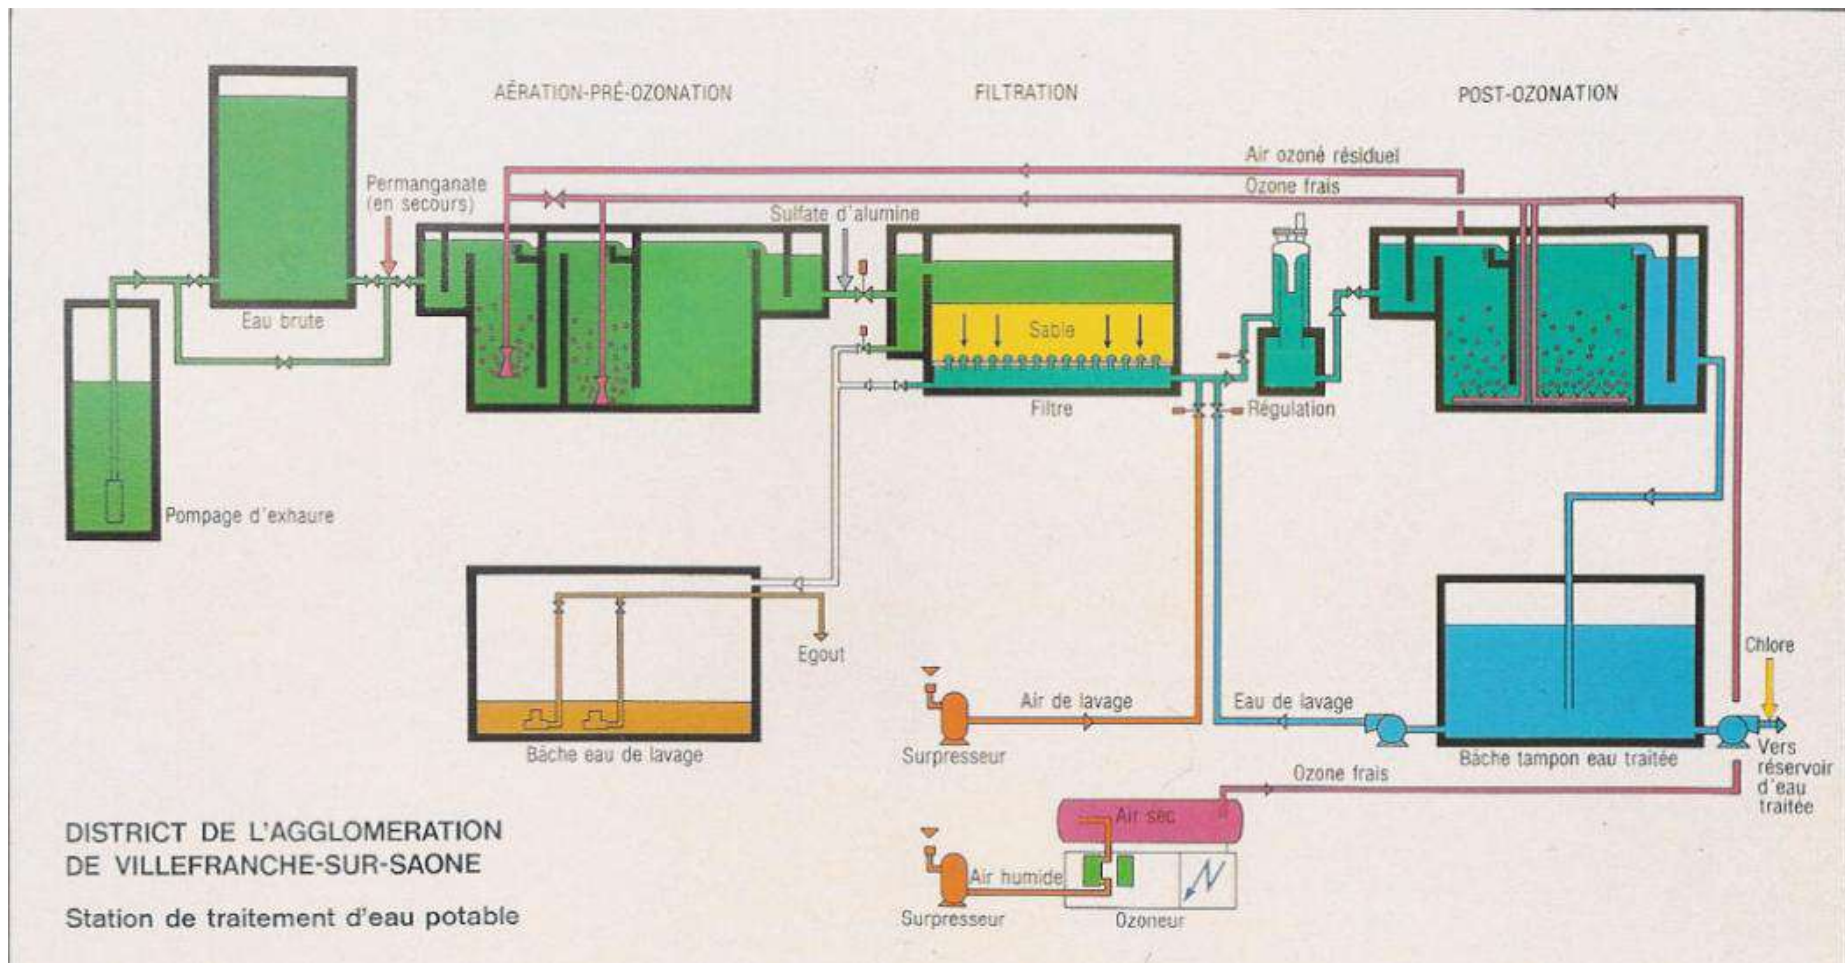 AÉRATION-PRÉ-OZONATION
FILTRATION
POST-OZONATION
Air ozoné résiduel
Permanganate
(en secours)
Ozone frais
Sulfate d'alumine
Eau brute
Sable
Filtre
Régulation
Pompage d'exhaure
Egout
Chlore
Air de lavage
Eau de lavage
Bâche eau de lavage
Surpresseur
Bâche tampon eau traitée
Vers
réservoir
d'eau
traitée
Ozone frais
Air sec
Air humide
Surpresseur
Ozoneur
DISTRICT DE L'AGGLOMERATION
DE VILLEFRANCHE-SUR-SAONE
Station de traitement d'eau potable